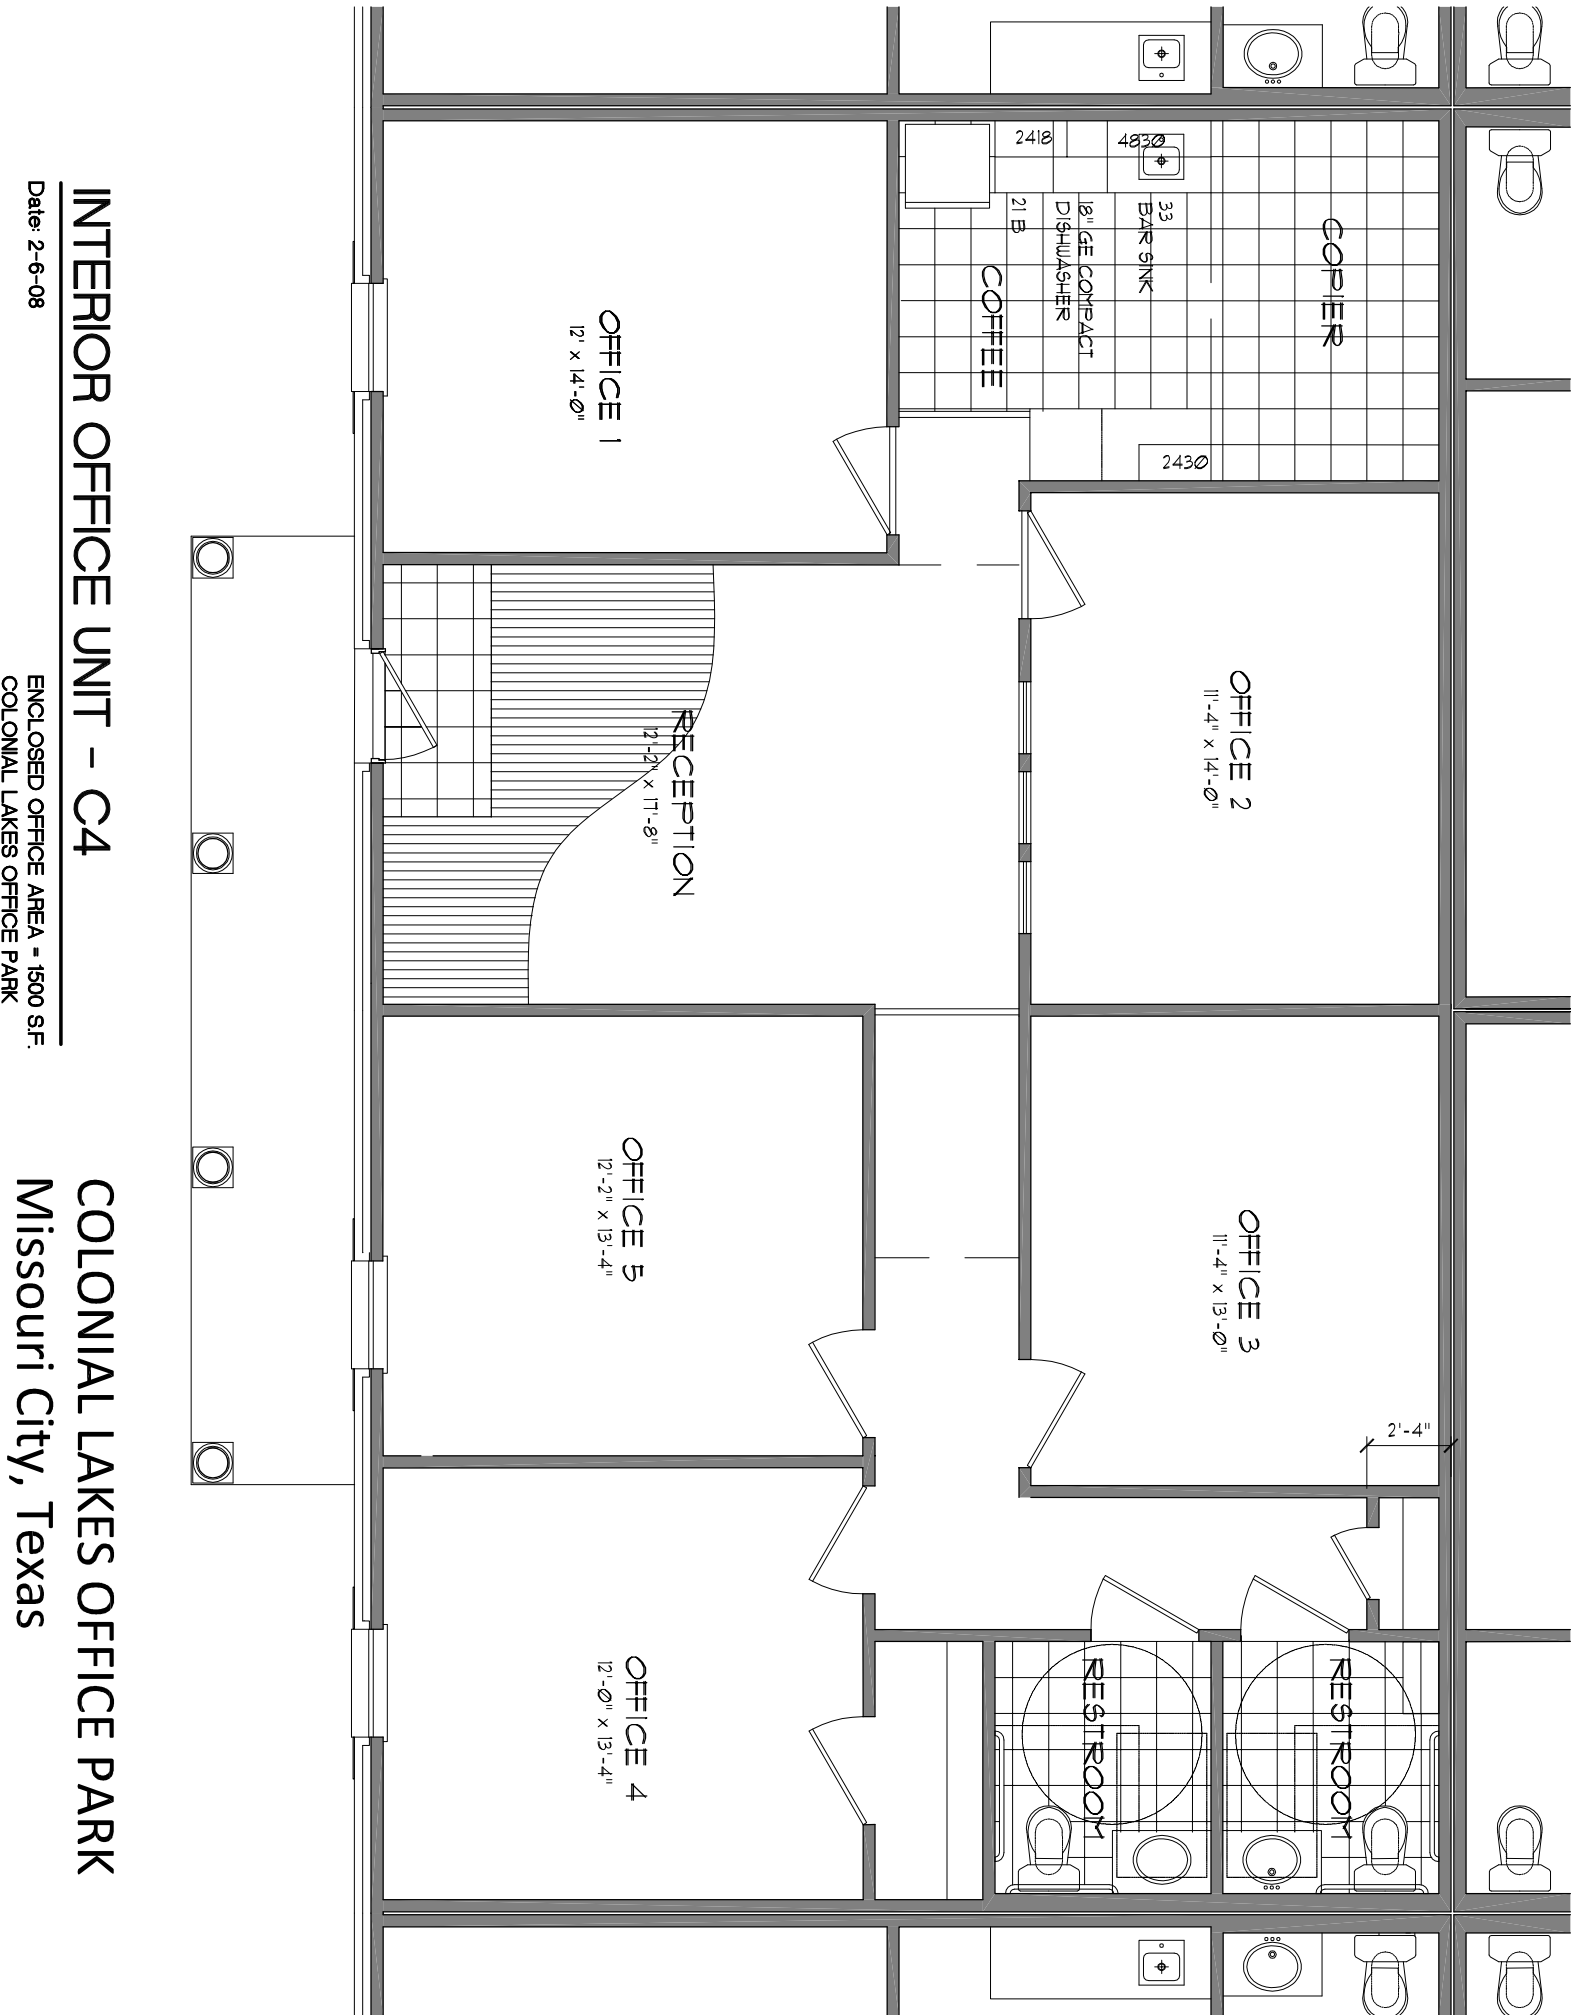 COPIER
4830
2418
33
BAR SINK
18" GE COMPACT
DISHWASHER
21 B
COFFEE
2430
OFFICE 1
12' x 14'-0"
OFFICE 2
11'-4" x 14'-0"
RECEPTION
12'-2" x 17'-8"
OFFICE 3
11'-4" x 13'-0"
2'-4"
OFFICE 5
12'-2" x 13'-4"
OFFICE 4
12'-0" x 13'-4"
RESTROOM
RESTROOM
INTERIOR OFFICE UNIT - C4
Date: 2-6-08
ENCLOSED OFFICE AREA = 1500 S.F.
COLONIAL LAKES OFFICE PARK
COLONIAL LAKES OFFICE PARK
Missouri City, Texas